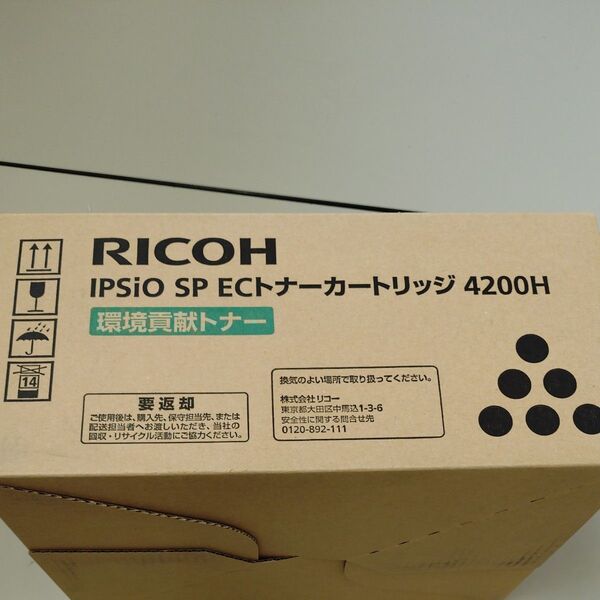 RICOH
IPSiO SP ECトナーカートリッジ 4200H
環境貢献トナー
14
要返却
ご使用後は、購入先、保守担当先、または
配送担当者へお渡しいただき、当社の
回収・リサイクル活動にご協力ください。
換気のよい場所で取り扱ってください。
株式会社リコー
東京都大田区中馬込1-3-6
安全性に関する問合せ先
0120-892-111